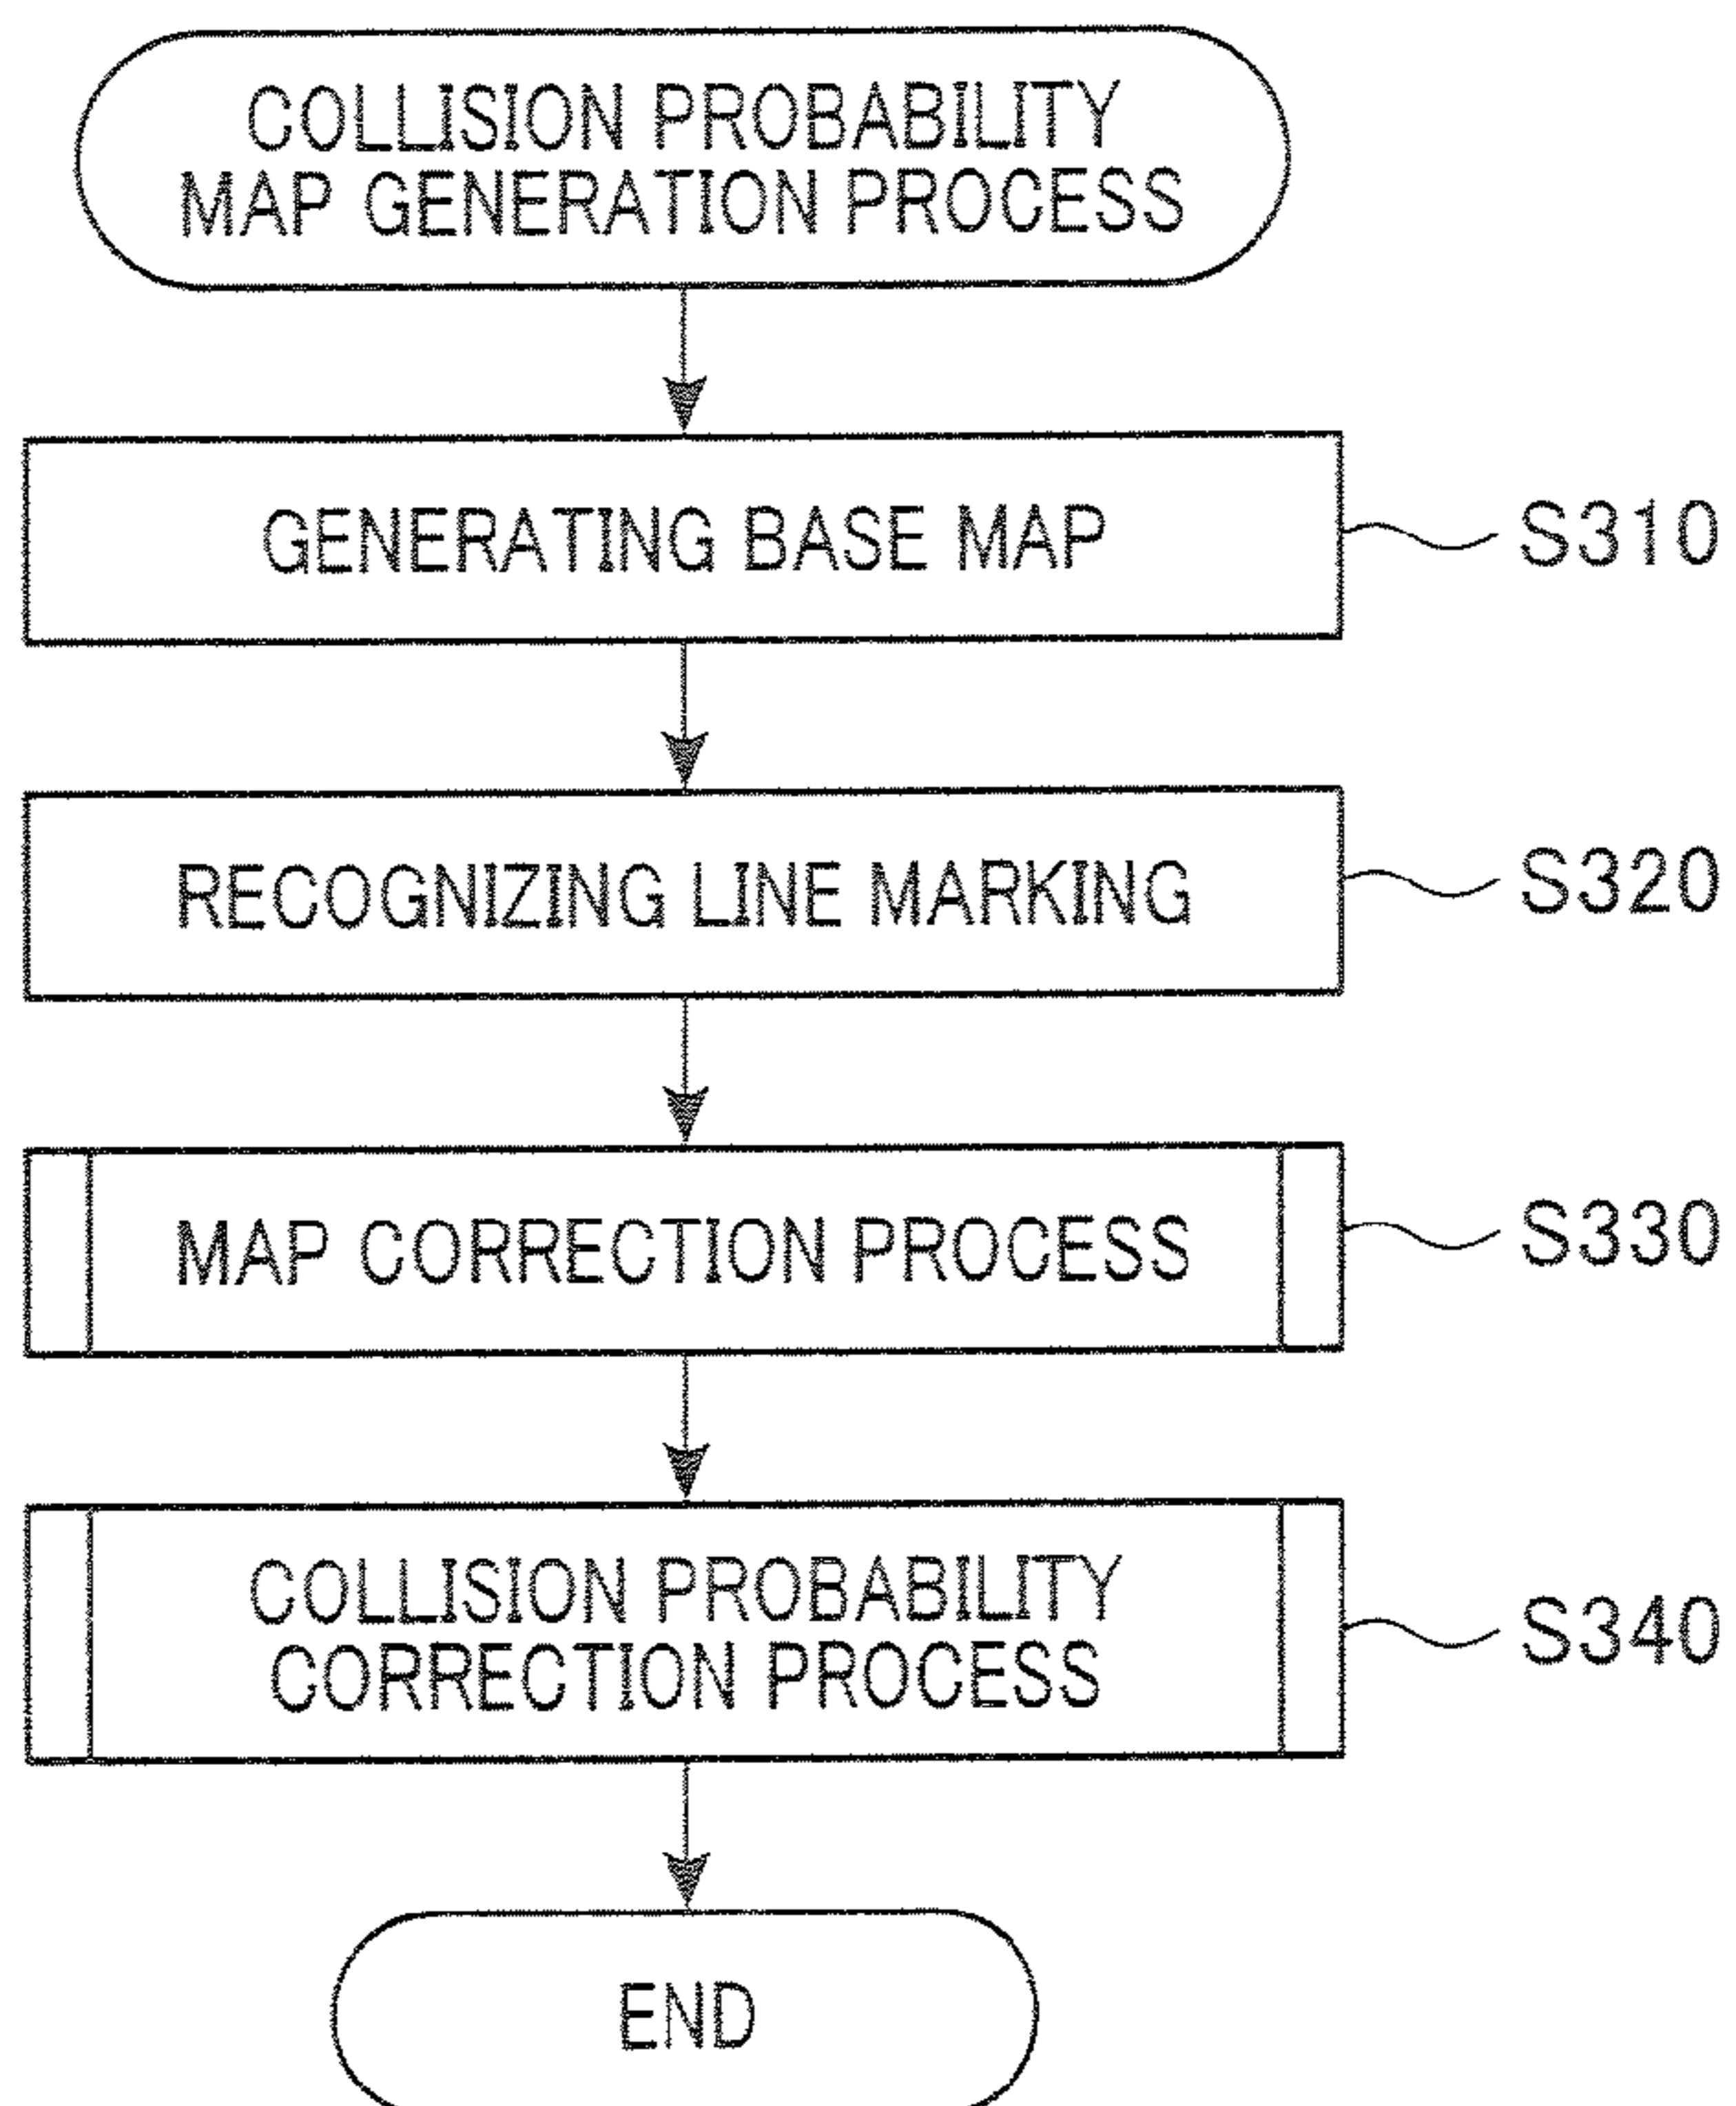 COLLISION PROBABILITY
MAP GENERATION PROCESS
GENERATING BASE MAP
S310
RECOGNIZING LINE MARKING
S320
MAP CORRECTION PROCESS
S330
COLLISION PROBABILITY
CORRECTION PROCESS
S340
END